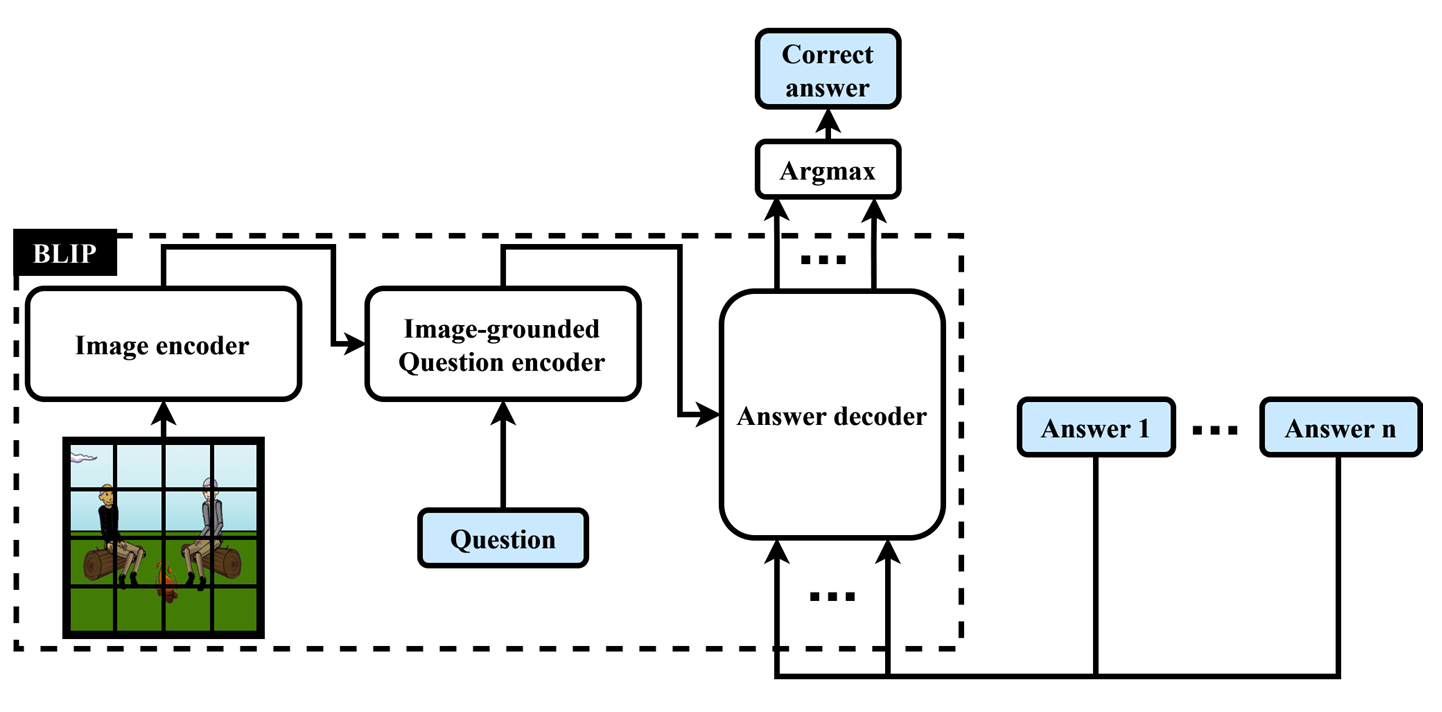 Correct
answer
Argmax
BLIP
Image encoder
Image-grounded
Question encoder
Answer decoder
Answer 1
Answer n
Question